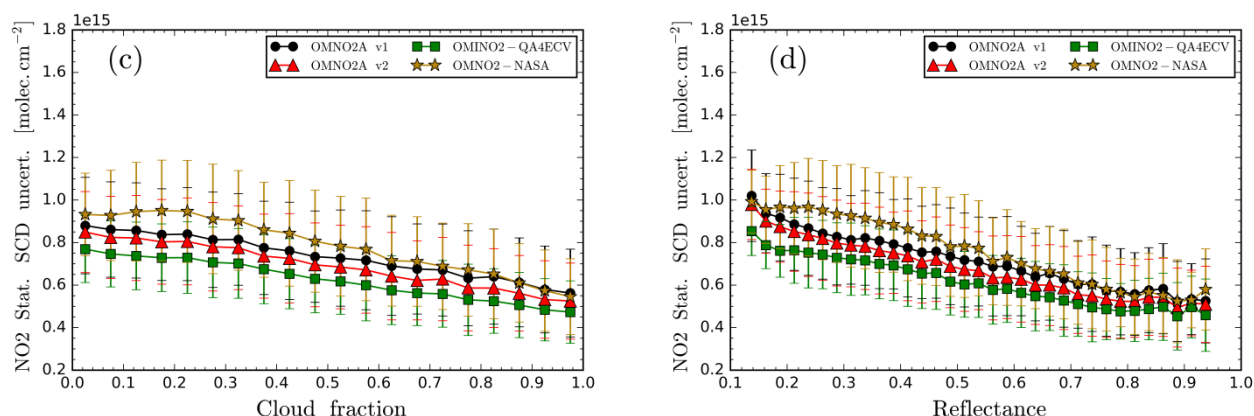 1e15
1.8
1.6
1.4
1.2
1.0
0.8
0.6
0.4
0.2
NO2 Stat. SCD uncert. [molec.cm−2]
(c)
OMNO2A v1
OMNO2A v2
OMINO2−QA4ECV
OMNO2−NASA
0.0 0.1 0.2 0.3 0.4 0.5 0.6 0.7 0.8 0.9 1.0
Cloud fraction
1e15
1.8
1.6
1.4
1.2
1.0
0.8
0.6
0.4
0.2
NO2 Stat. SCD uncert. [molec.cm−2]
(d)
OMNO2A v1
OMNO2A v2
OMINO2−QA4ECV
OMNO2−NASA
0.1 0.2 0.3 0.4 0.5 0.6 0.7 0.8 0.9 1.0
Reflectance